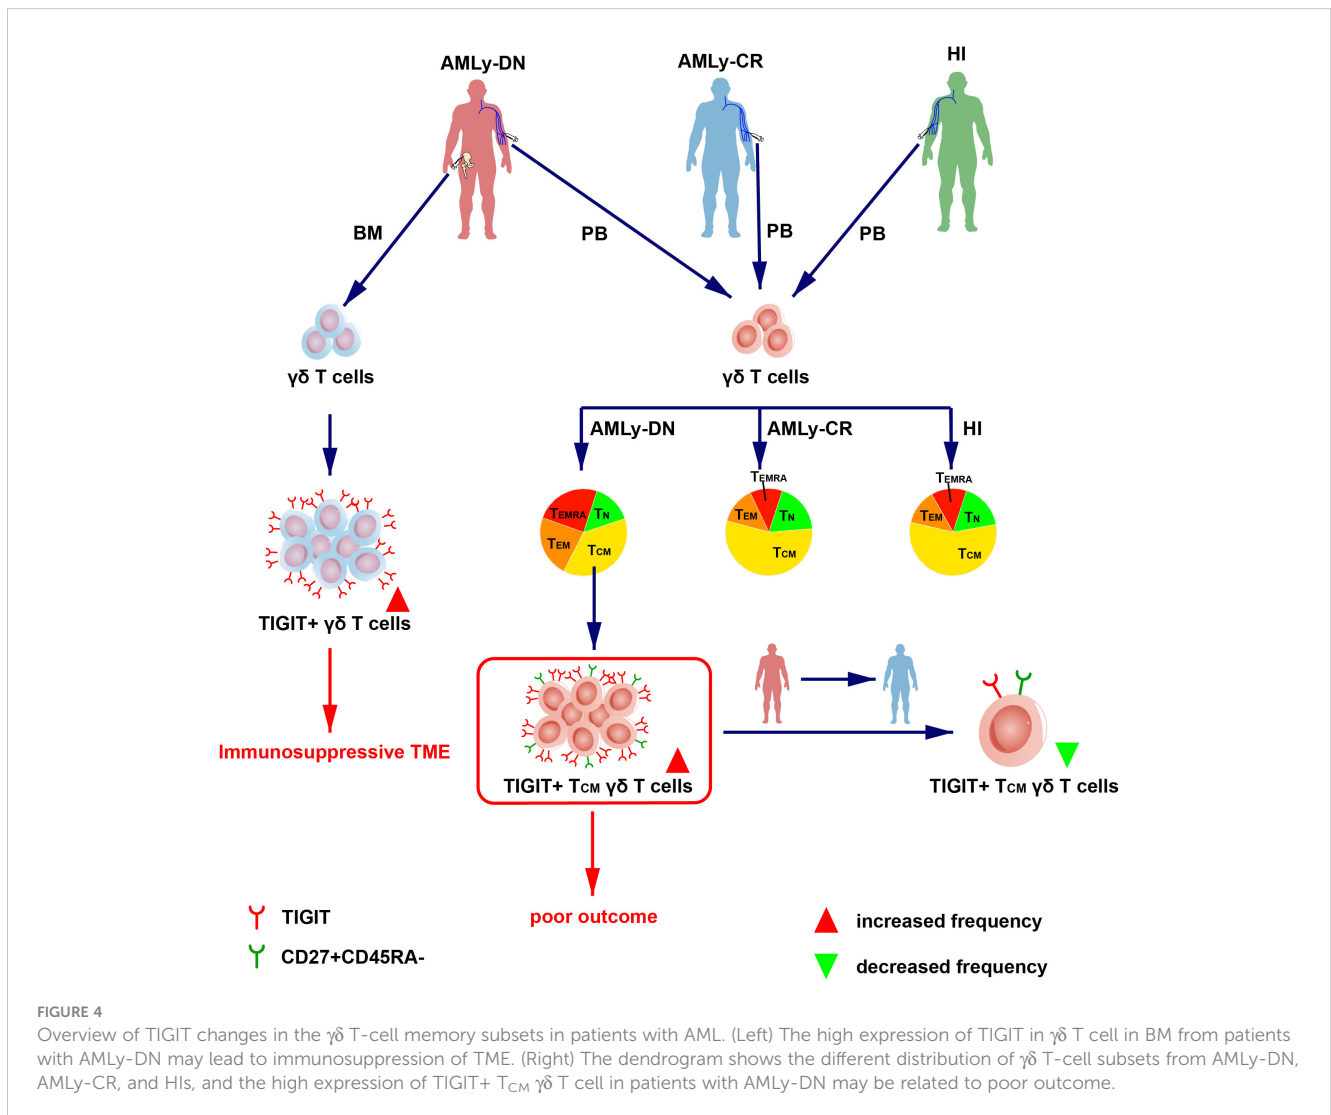 AMLy-DN
AMLy-CR
HI
BM
PB
PB
PB
γδ T cells
γδ T cells
AMLy-DN
AMLy-CR
HI
TEMRA
TN
TEM
TCM
TEMRA
TEM
TN
TCM
TEMRA
TEM
TN
TCM
TIGIT+ γδ T cells
Immunosuppressive TME
TIGIT+ TCM γδ T cells
TIGIT+ TCM γδ T cells
poor outcome
TIGIT
CD27+CD45RA-
increased frequency
decreased frequency
FIGURE 4
Overview of TIGIT changes in the γδ T-cell memory subsets in patients with AML. (Left) The high expression of TIGIT in γδ T cell in BM from patients
with AMLy-DN may lead to immunosuppression of TME. (Right) The dendrogram shows the different distribution of γδ T-cell subsets from AMLy-DN,
AMLy-CR, and HIs, and the high expression of TIGIT+ TCM γδ T cell in patients with AMLy-DN may be related to poor outcome.